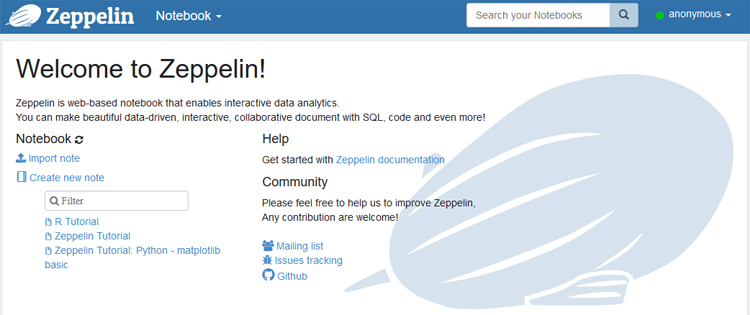 Zeppelin
Notebook
Search your Notebooks
anonymous
Welcome to Zeppelin!
Zeppelin is web-based notebook that enables interactive data analytics.
You can make beautiful data-driven, interactive, collaborative document with SQL, code and even more!
Notebook
Import note
Create new note
Filter
R Tutorial
Zeppelin Tutorial
Zeppelin Tutorial: Python - matplotlib
basic
Help
Get started with Zeppelin documentation
Community
Please feel free to help us to improve Zeppelin,
Any contribution are welcome!
Mailing list
Issues tracking
Github